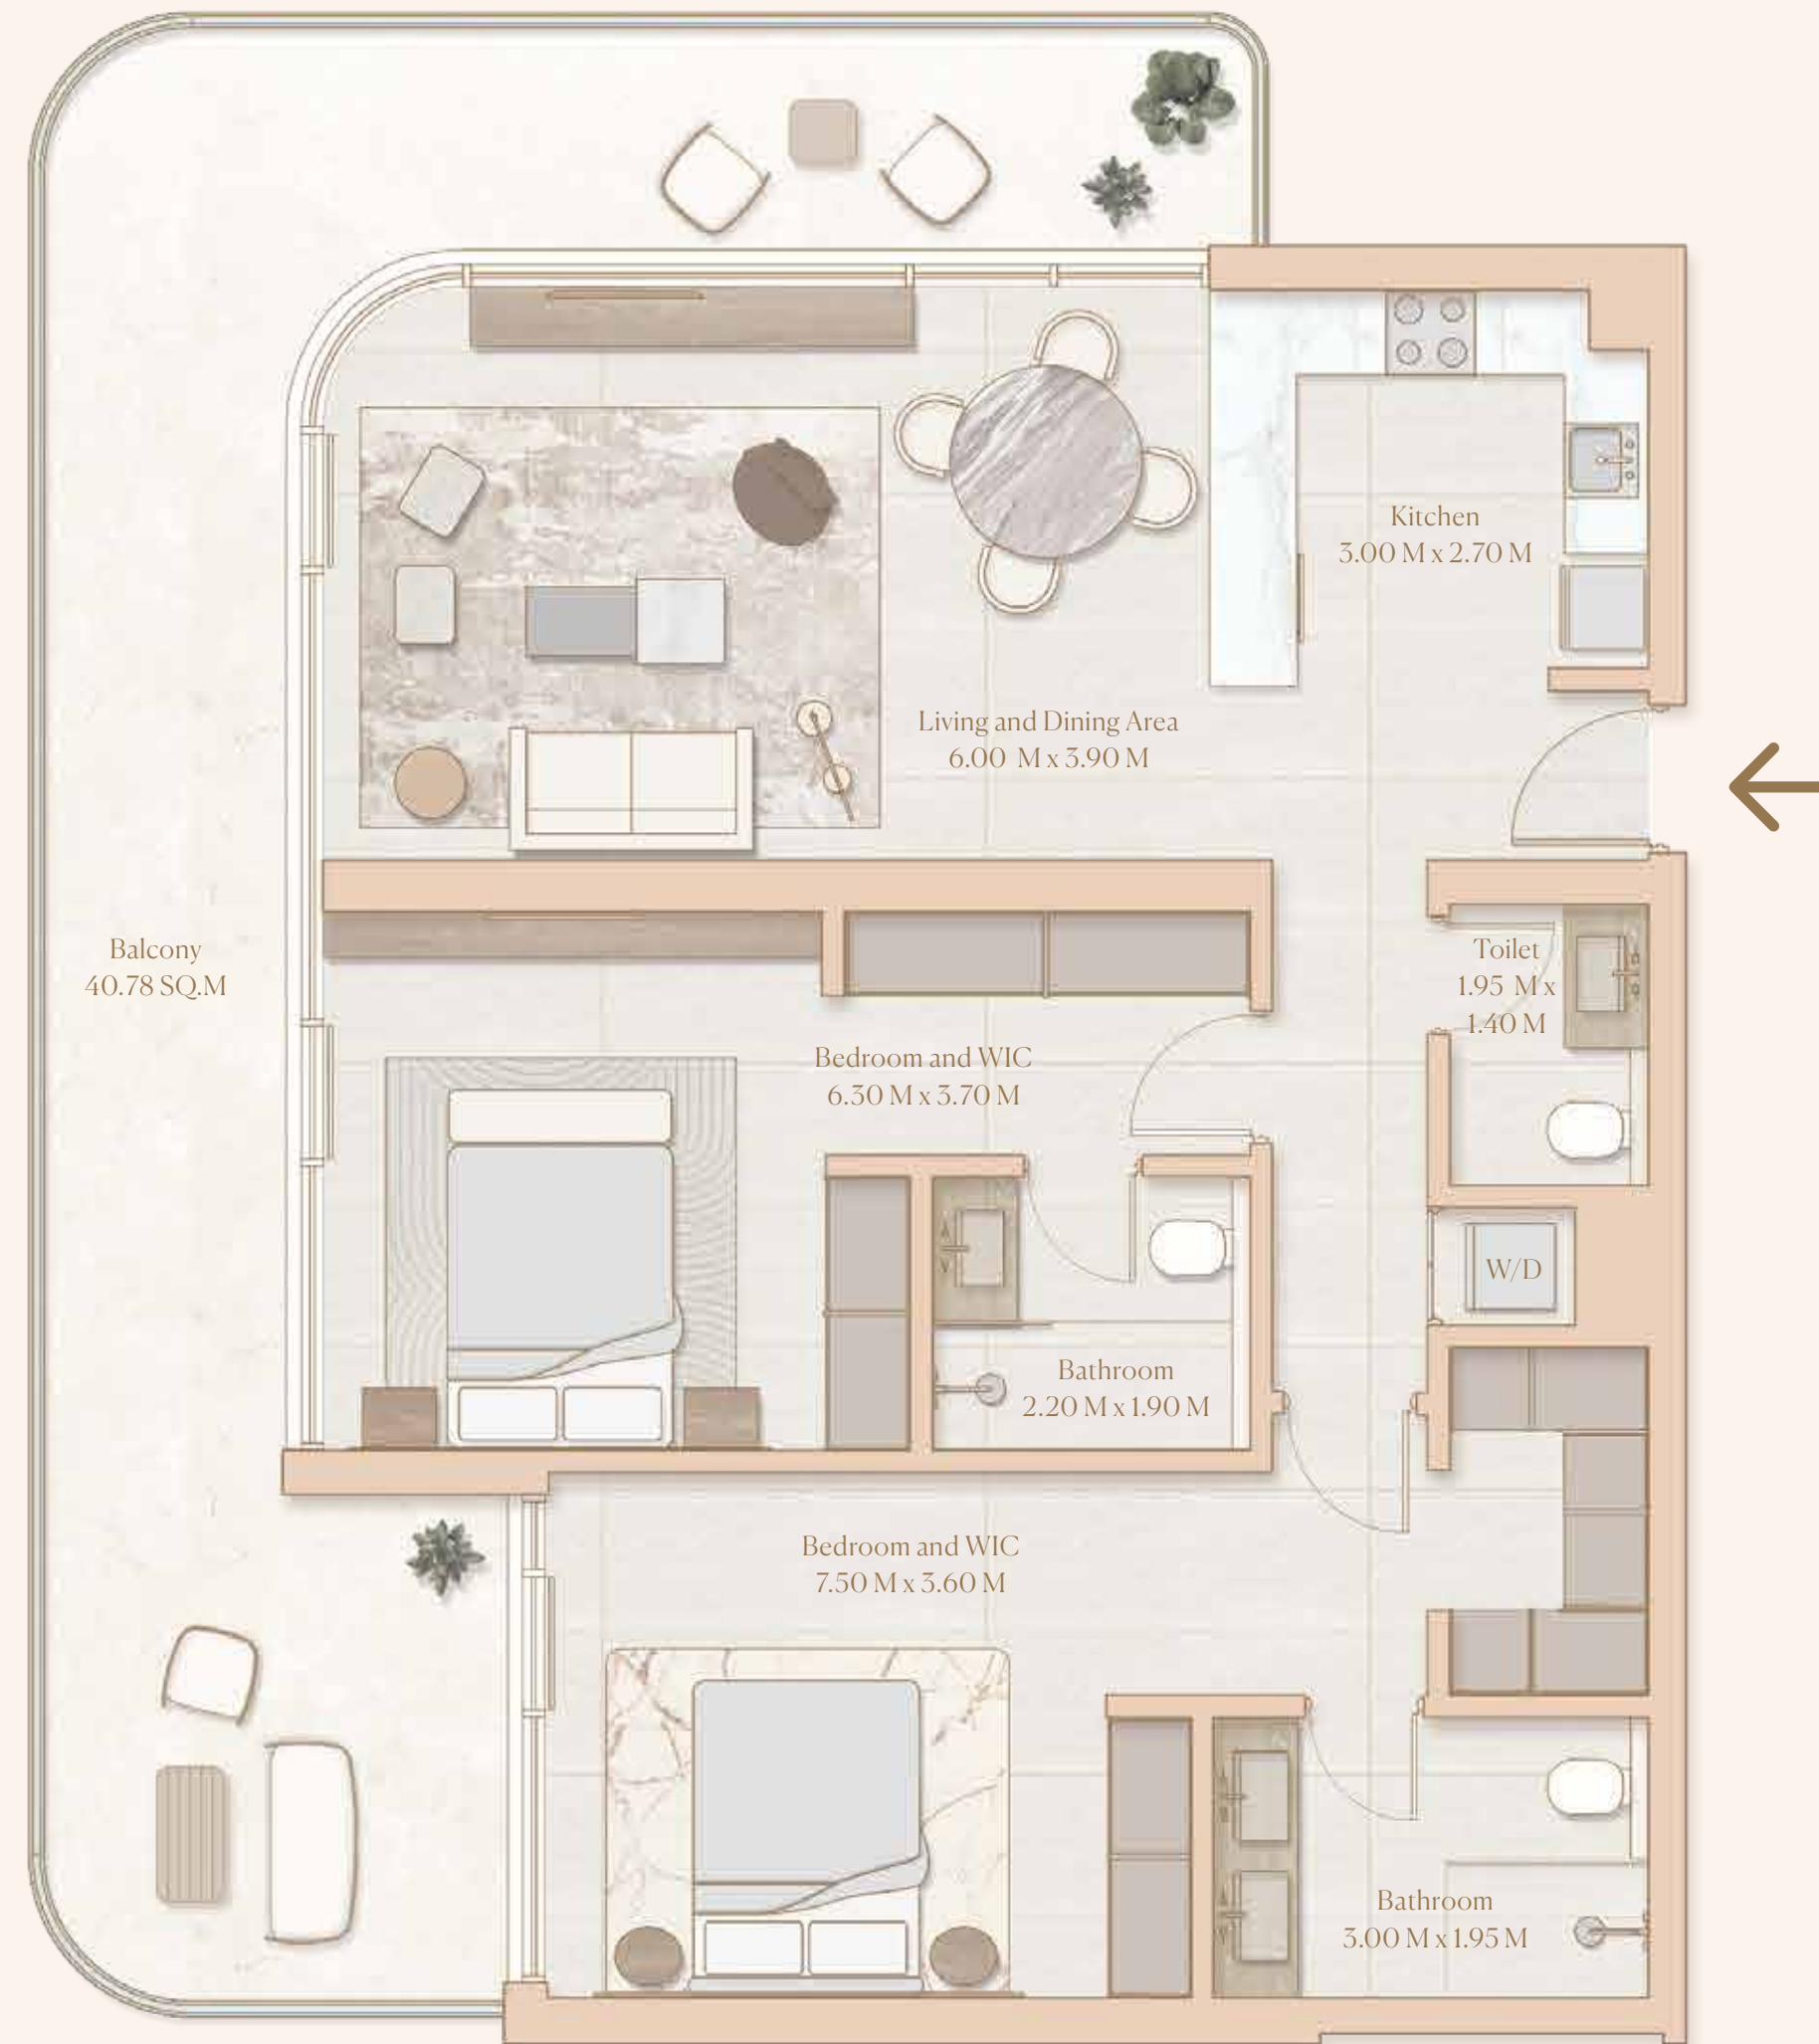 Kitchen
3.00 M x 2.70 M
Living and Dining Area
6.00 M x 3.90 M
Balcony
40.78 SQ.M
Toilet
1.95 M x
1.40 M
Bedroom and WIC
6.30 M x 3.70 M
W/D
Bathroom
2.20 M x 1.90 M
Bedroom and WIC
7.50 M x 3.60 M
Bathroom
3.00 M x 1.95 M